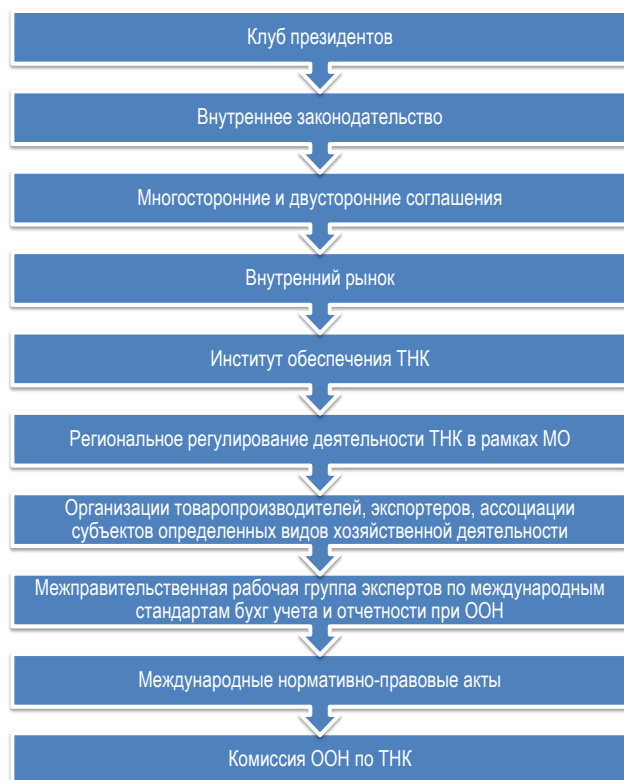 Клуб президентов
Внутреннее законодательство
Многосторонние и двусторонние соглашения
Внутренний рынок
Институт обеспечения ТНК
Региональное регулирование деятельности ТНК в рамках МО
Организации товаропроизводителей, экспортеров, ассоциации
субъектов определенных видов хозяйственной деятельности
Межправительственная рабочая группа экспертов по международным
стандартам бухг учета и отчетности при ООН
Международные нормативно-правовые акты
Комиссия ООН по ТНК